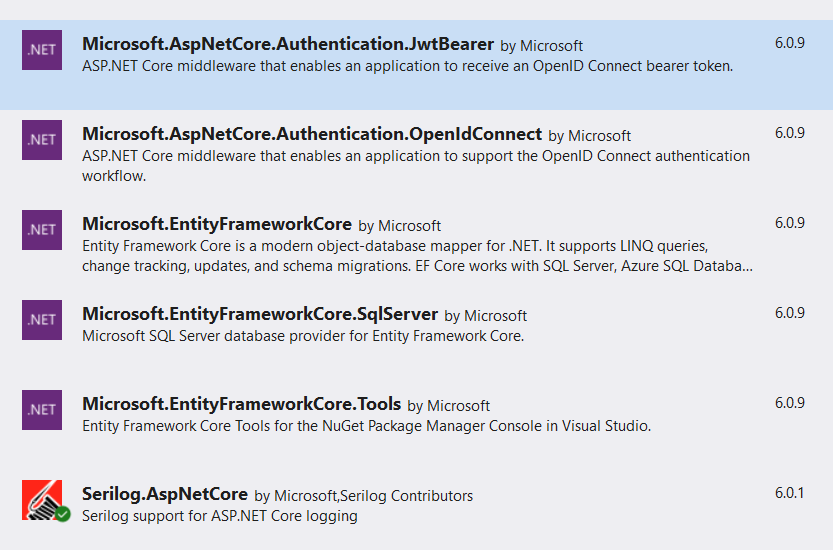 .NET Microsoft.AspNetCore.Authentication.JwtBearer by Microsoft 6.0.9
ASP.NET Core middleware that enables an application to receive an OpenID Connect bearer token.
.NET Microsoft.AspNetCore.Authentication.OpenIdConnect by Microsoft 6.0.9
ASP.NET Core middleware that enables an application to support the OpenID Connect authentication
workflow.
.NET Microsoft.EntityFrameworkCore by Microsoft 6.0.9
Entity Framework Core is a modern object-database mapper for .NET. It supports LINQ queries,
change tracking, updates, and schema migrations. EF Core works with SQL Server, Azure SQL Databa...
.NET Microsoft.EntityFrameworkCore.SqlServer by Microsoft 6.0.9
Microsoft SQL Server database provider for Entity Framework Core.
.NET Microsoft.EntityFrameworkCore.Tools by Microsoft 6.0.9
Entity Framework Core Tools for the NuGet Package Manager Console in Visual Studio.
Serilog.AspNetCore by Microsoft,Serilog Contributors 6.0.1
Serilog support for ASP.NET Core logging